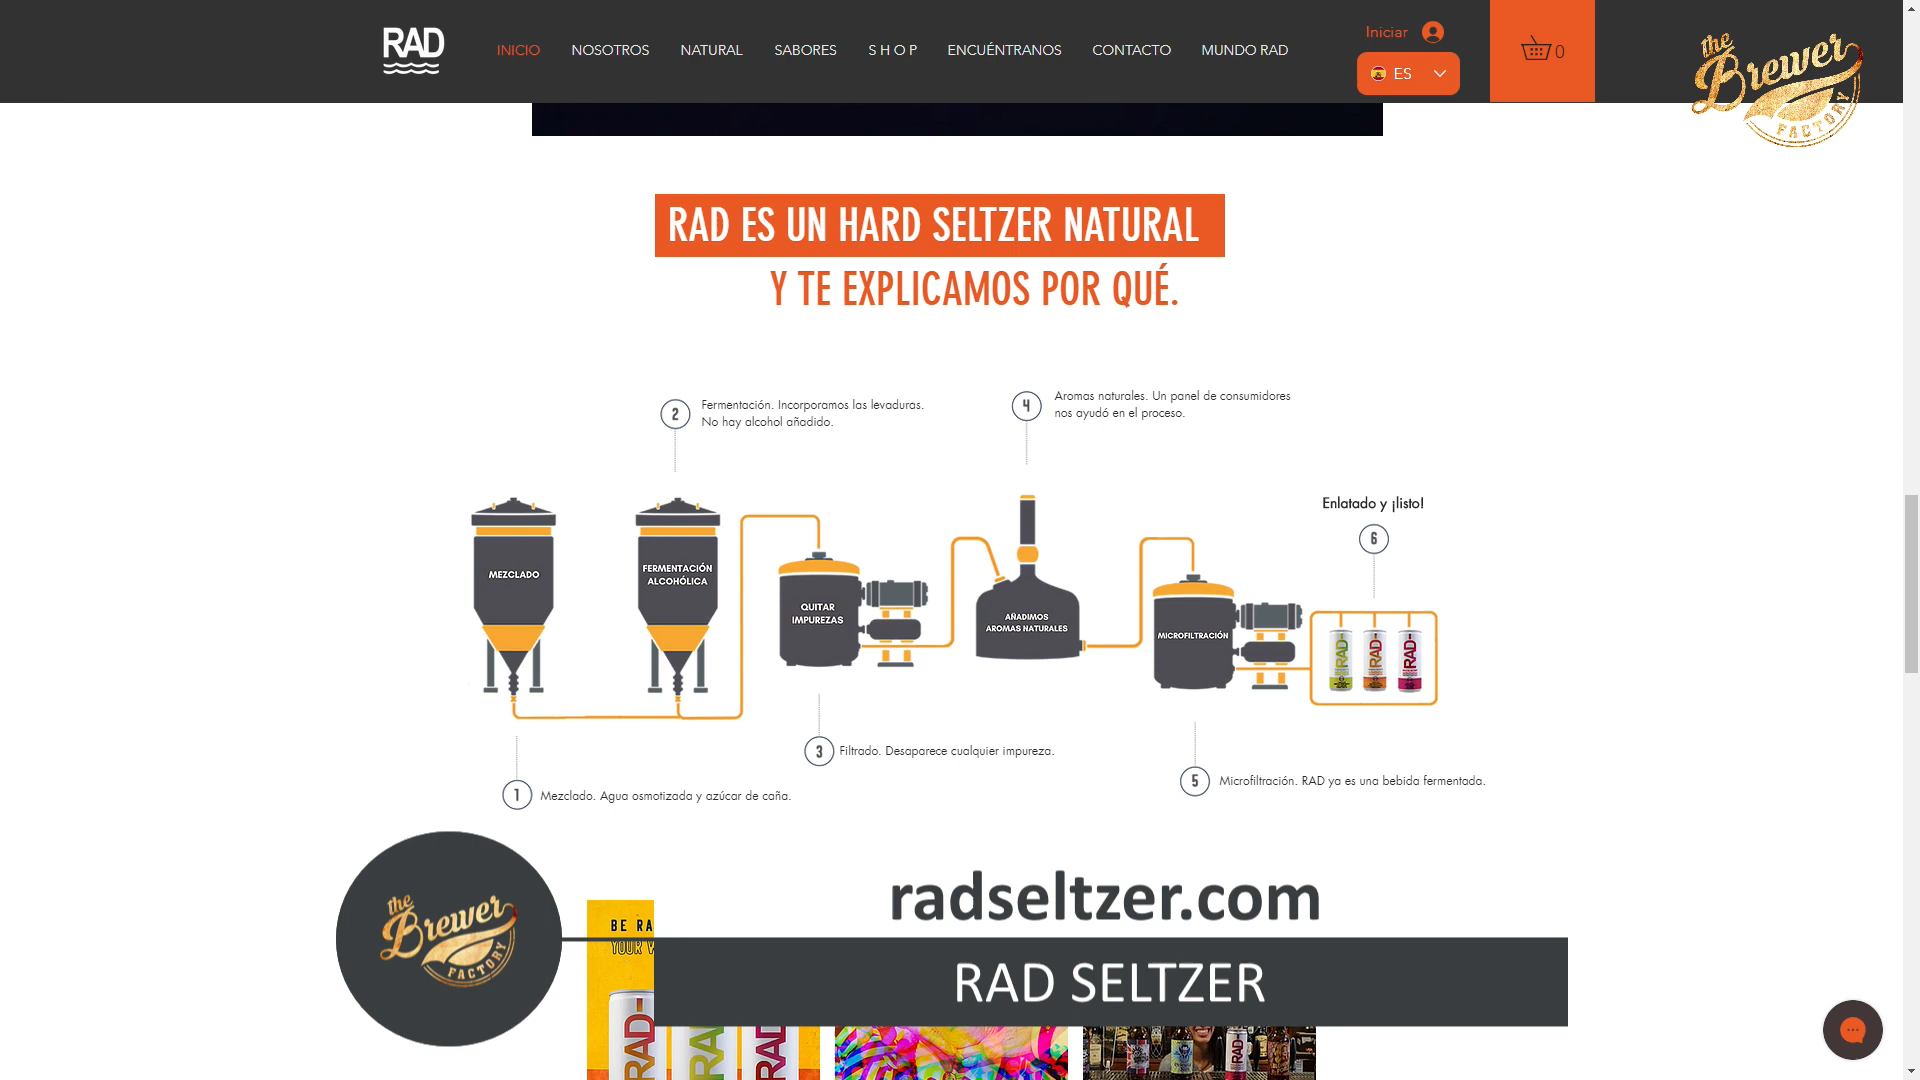 RAD
INICIO NOSOTROS NATURAL SABORES S H O P ENCUÉNTRANOS CONTACTO MUNDO RAD
Iniciar
ES
0
the
Brewer
FACTORY
RAD ES UN HARD SELTZER NATURAL
Y TE EXPLICAMOS POR QUÉ.
2
Fermentación. Incorporamos las levaduras.
No hay alcohol añadido.
4
Aromas naturales. Un panel de consumidores
nos ayudó en el proceso.
Enlatado y ¡listo!
6
MEZCLADO
FERMENTACIÓN
ALCOHÓLICA
QUITAR
IMPUREZAS
AÑADIMOS
AROMAS NATURALES
MICROFILTRACIÓN
RAD
RAD
RAD
3 Filtrado. Desaparece cualquier impureza.
5 Microfiltración. RAD ya es una bebida fermentada.
1 Mezclado. Agua osmotizada y azúcar de caña.
the
Brewer
FACTORY
radseltzer.com
RAD SELTZER
BE RA
YOUR
RAD
RA
RAD
RAD